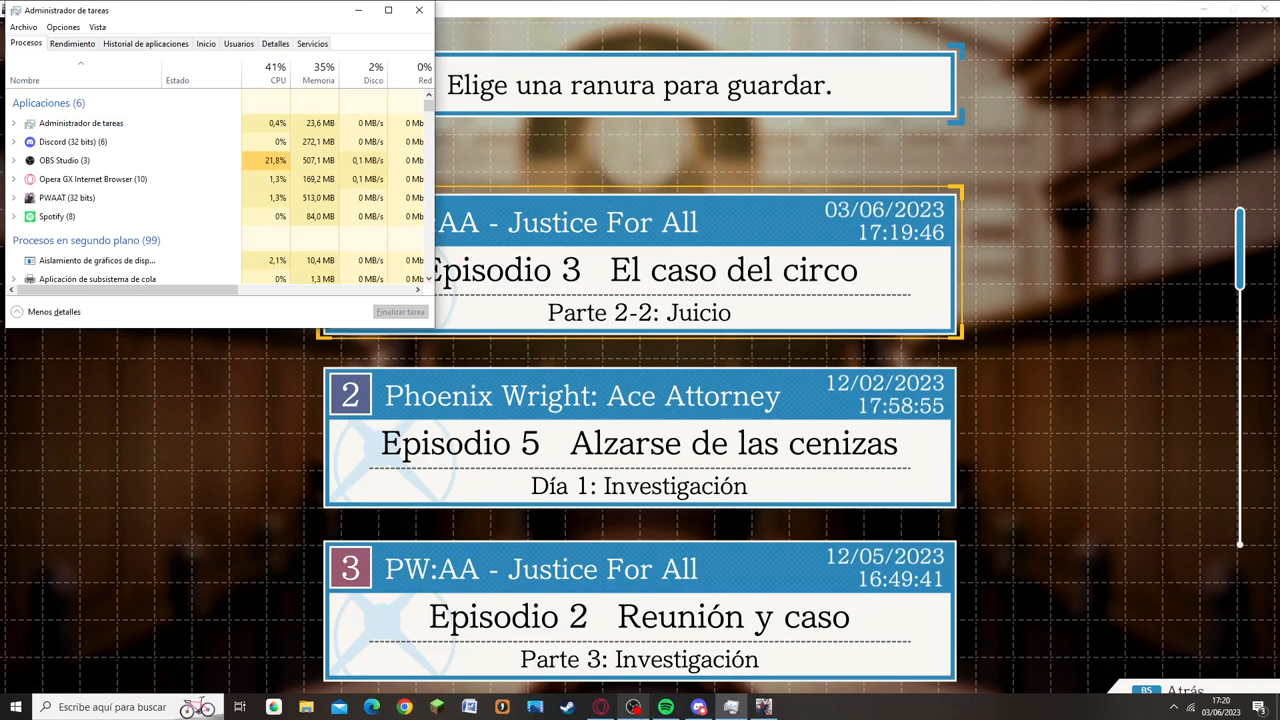 Administrador de tareas
Archivo Opciones Vista
Procesos Rendimiento Historial de aplicaciones Inicio Usuarios Detalles Servicios
41% 35% 2% 0%
Nombre Estado CPU Memoria Disco Red
Aplicaciones (6)
Administrador de tareas 0,4% 23,6 MB 0 MB/s 0 Mb
Discord (32 bits) (6) 0% 272,1 MB 0 MB/s 0 Mb
OBS Studio (3) 21,8% 507,1 MB 0,1 MB/s 0 Mb
Opera GX Internet Browser (10) 1,3% 169,2 MB 0,1 MB/s 0 Mb
PWAAT (32 bits) 1,3% 513,0 MB 0 MB/s 0 Mb
Spotify (8) 0% 84,0 MB 0 MB/s 0 Mb
Procesos en segundo plano (99)
Aislamiento de gráficos de disp... 2,1% 10,4 MB 0 MB/s 0 Mb
Aplicación de subsistema de cola 0% 1,3 MB 0 MB/s 0 Mb
Menos detalles Finalizar tarea
Elige una ranura para guardar.
:AA - Justice For All
03/06/2023
17:19:46
Episodio 3 El caso del circo
Parte 2-2: Juicio
2 Phoenix Wright: Ace Attorney
12/02/2023
17:58:55
Episodio 5 Alzarse de las cenizas
Día 1: Investigación
3 PW:AA - Justice For All
12/05/2023
16:49:41
Episodio 2 Reunión y caso
Parte 3: Investigación
BS Atrás
Escribe aquí para buscar
17:20
03/06/2023
3